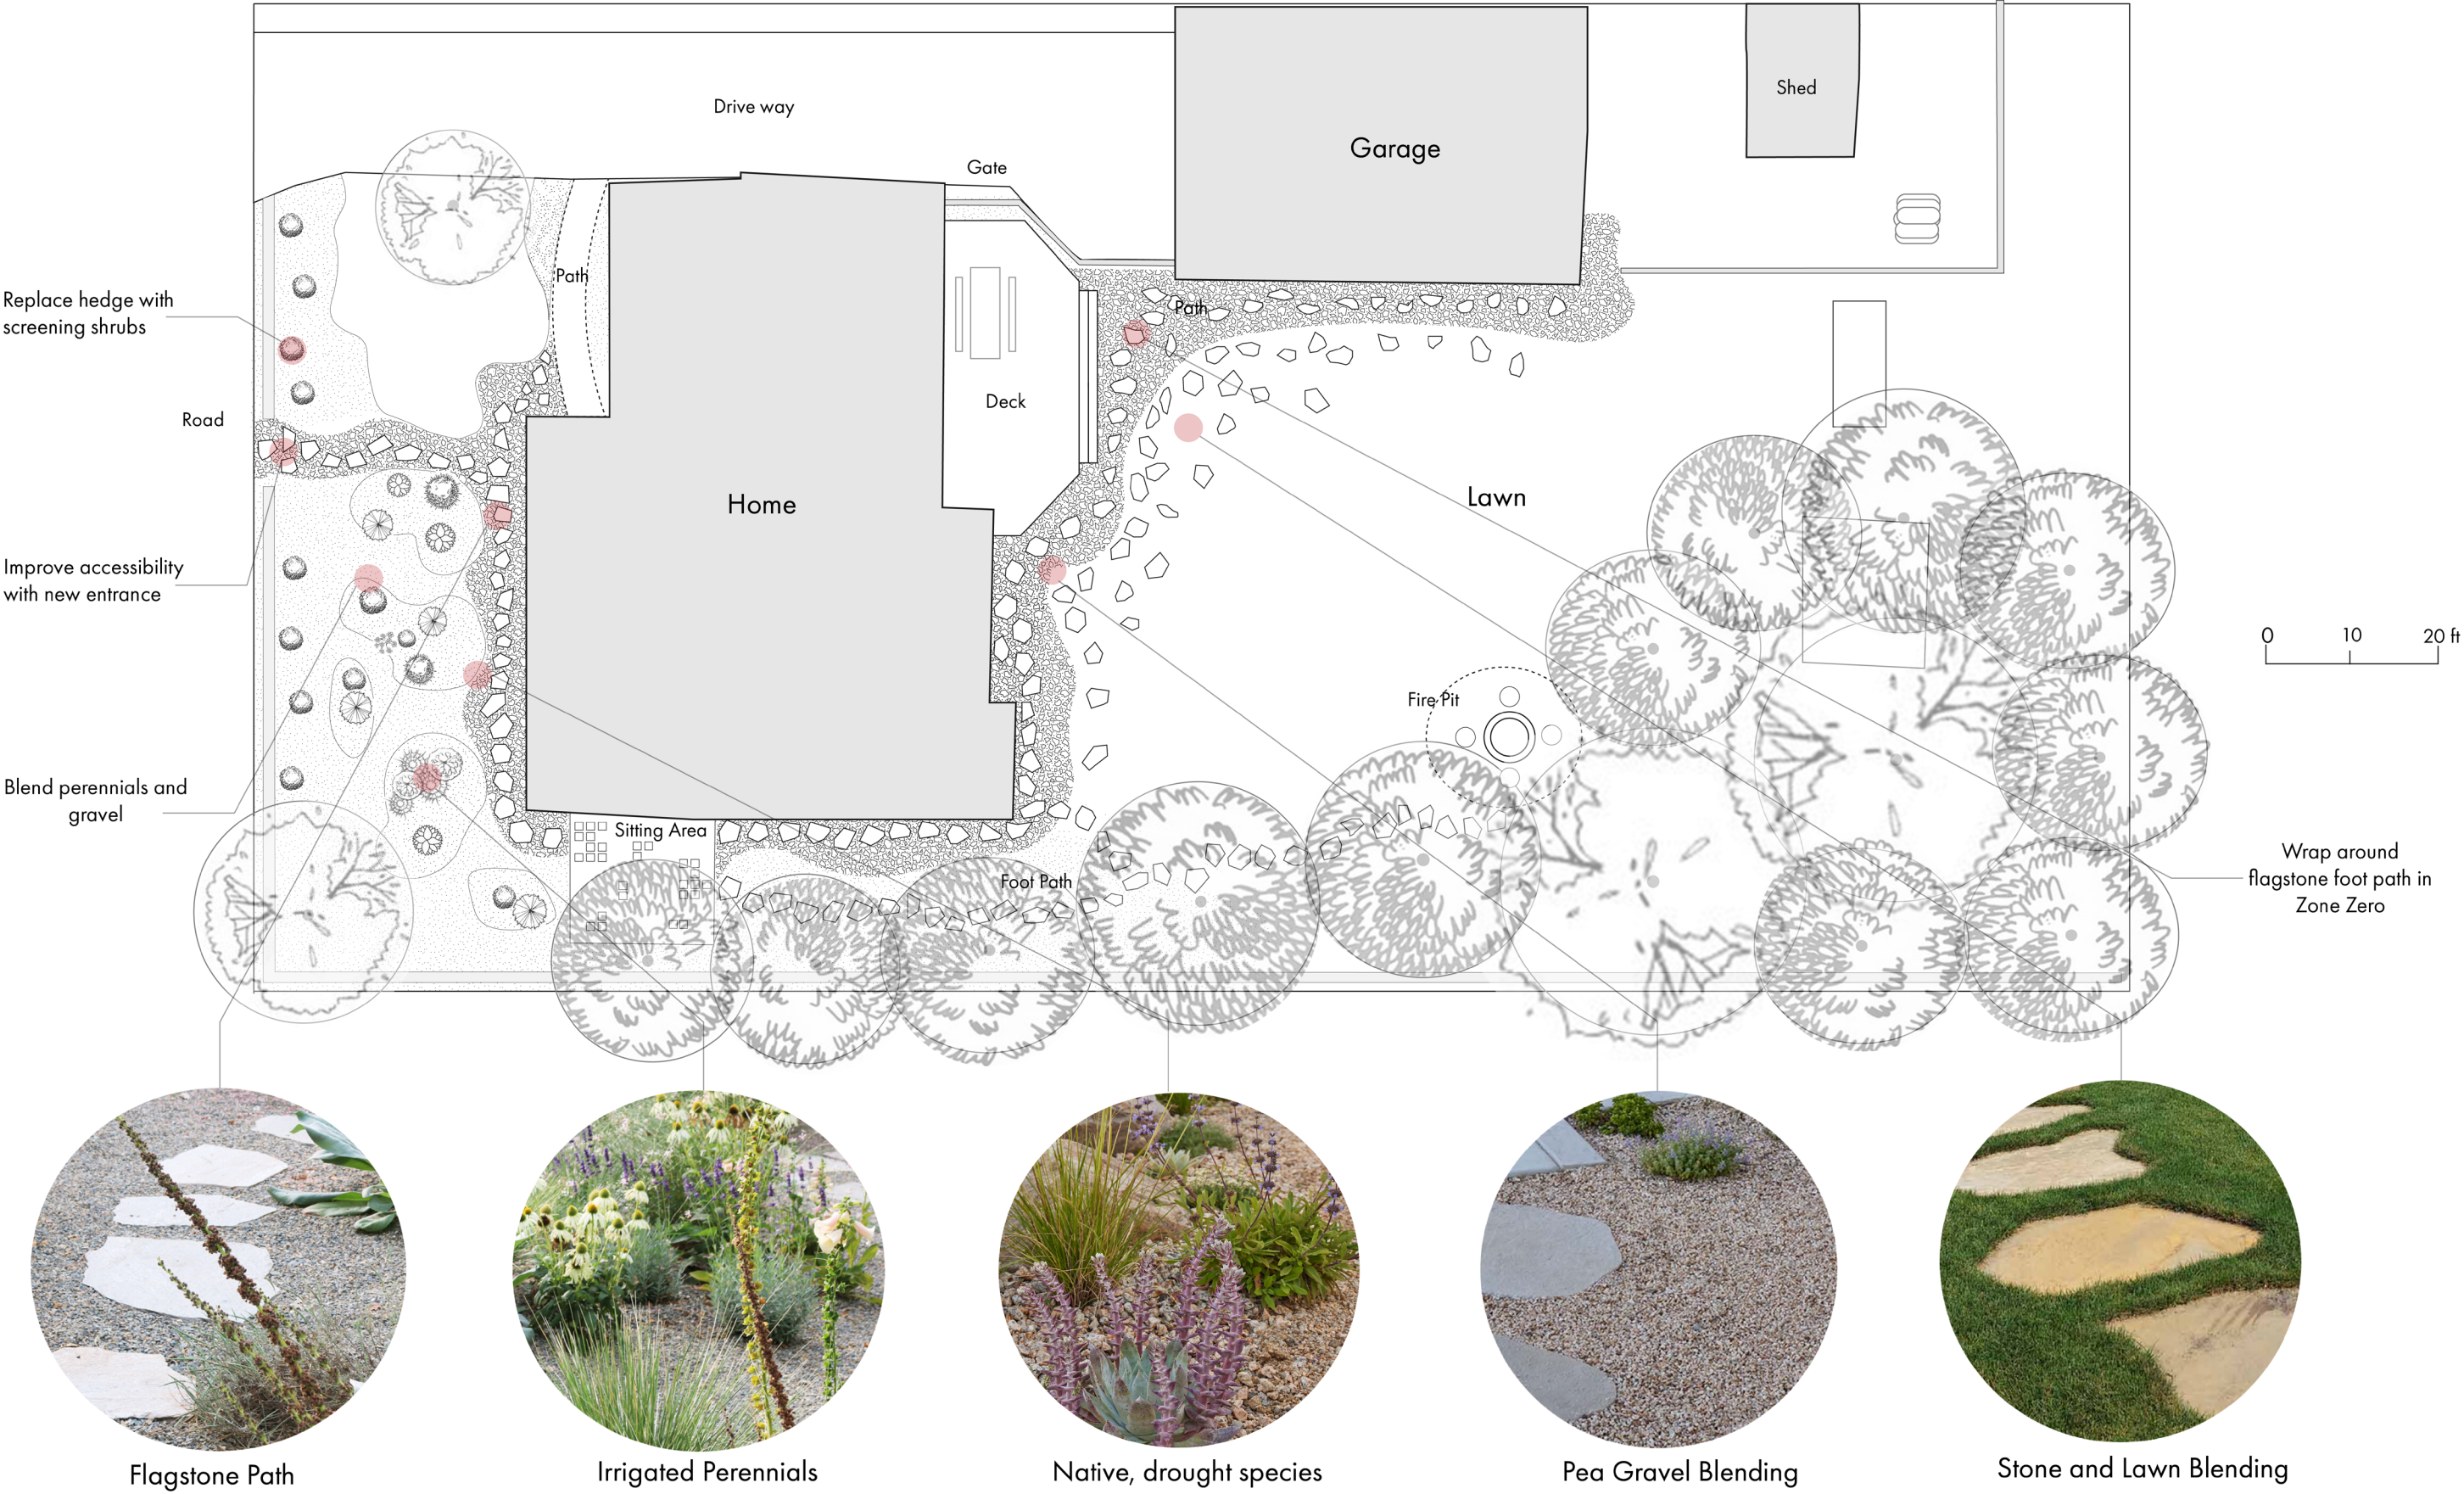 Drive way
Garage
Shed
Gate
Path
Replace hedge with
screening shrubs
Path
Deck
Road
Home
Lawn
Improve accessibility
with new entrance
0 10 20 ft
Fire Pit
Blend perennials and
gravel
Sitting Area
Foot Path
Wrap around
flagstone foot path in
Zone Zero
Flagstone Path
Irrigated Perennials
Native, drought species
Pea Gravel Blending
Stone and Lawn Blending